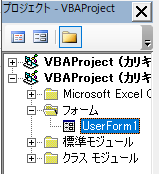 プロジェクト - VBAProject
VBAProject (カリキ
VBAProject (カリキ
Microsoft Excel O
フォーム
UserForm1
標準モジュール
クラス モジュール